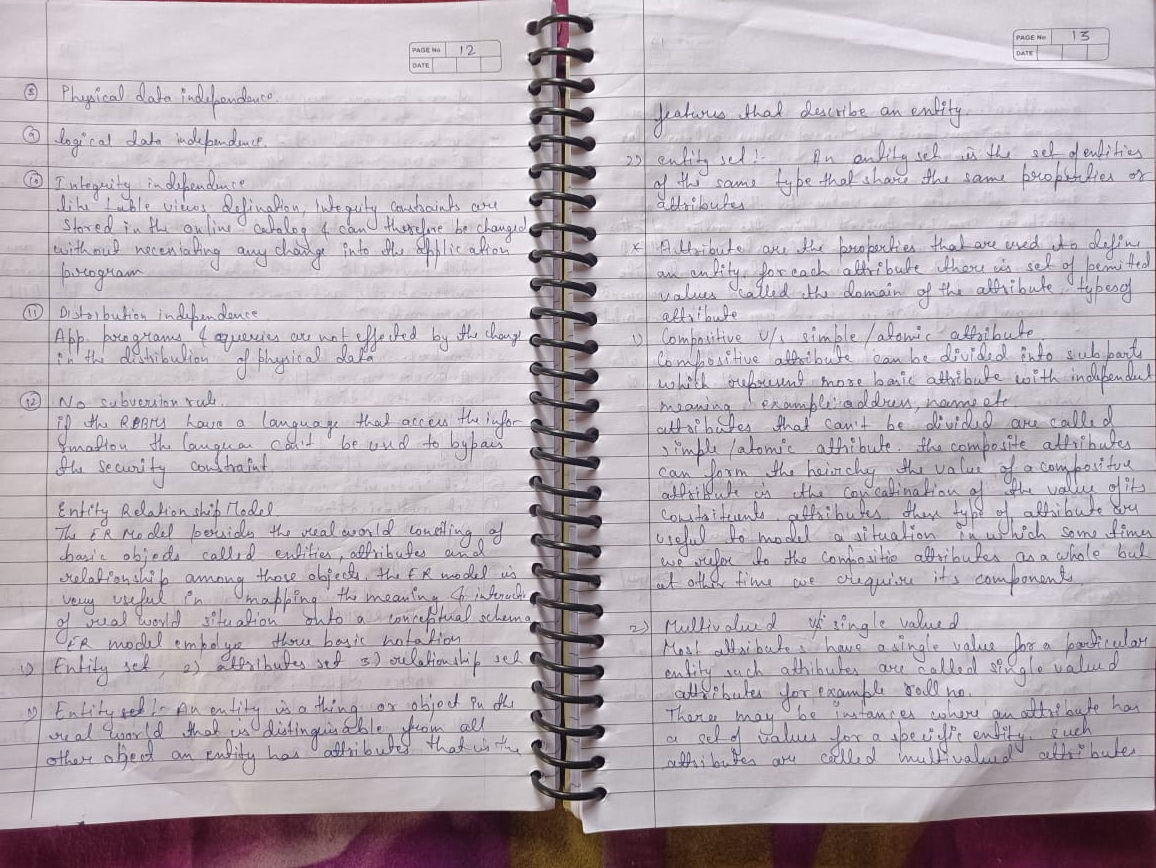 PAGE No 12
DATE
⑧ Physical data independence.
⑨ logical data independence.
⑩ Integrity independence
like table views defination, Integrity constraints are
stored in the online catalog & can therefore be changed
without neceniating any change into the application
program
⑪ Distribution independence
App. programs & queries are not effected by the change
in the distribution of physical data
⑫ No subversion rule.
if the RDBMS have a language that access the infor
rmation the language can't be used to bypass
the security constraint
Entity Relationship Model
The ER Model percides the real world consiting of
basic objects called entities, attributes and
relationship among those objects. the ER model is
very useful in mapping the meaning & interacti
of real world situation onto a conceptual schema
ER model empolye three basic notation
1) Entity set, 2) attributes set 3) relationship set
1) Entity set :- An entity is a thing or object in the
real world that is distinguisable from all
other object an entity has attributes that is the
PAGE No 13
DATE
features that describe an entity.
2) entity set :- An entity set is the set of entities
of the same type that share the same properties or
attributes
* Attribute are the properties that are used to define
an entity, for each attribute there is set of permitted
values called the domain of the attribute types of
attribute
1) Compositive V/s simple/atomic attribute
Compositive attribute can be divided into sub parts
which represent more basic attribute with independent
meaning example: address, name etc
attributes that can't be divided are called
simple/atomic attribute. the composite attributes
can form the heirchy the value of a compositve
attribute is the concatination of the value of its
constituents attributes these type of attribute are
useful to model a situation in which some times
we refer to the compositie attributes as a whole but
at other time we require its component.
2) Multivalued v/s single valued
Most attributes have a single value for a particular
entity such attributes are called single valued
attributes for example roll no.
There may be instances where an attribute has
a set of values for a specific entity. such
attributes are called multivalued attributes